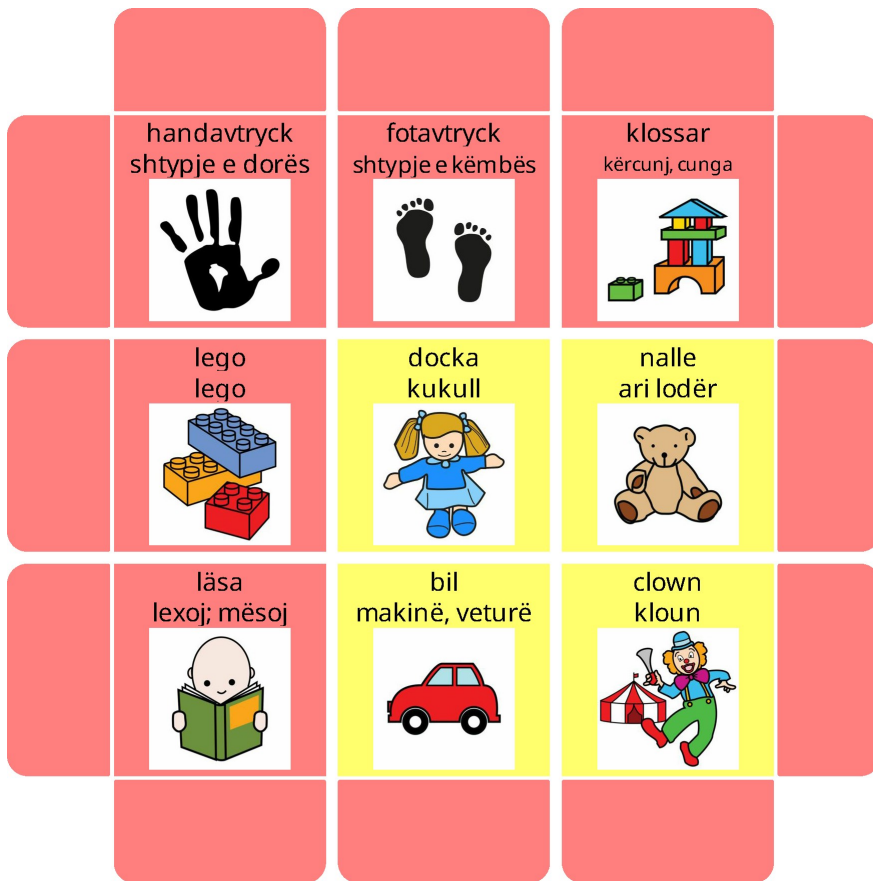 handavtryck
shtypje e dorës
fotavtryck
shtypje e këmbës
klossar
kërcunj, cunga
lego
lego
docka
kukull
nalle
ari lodër
läsa
lexoj; mësoj
bil
makinë, veturë
clown
kloun